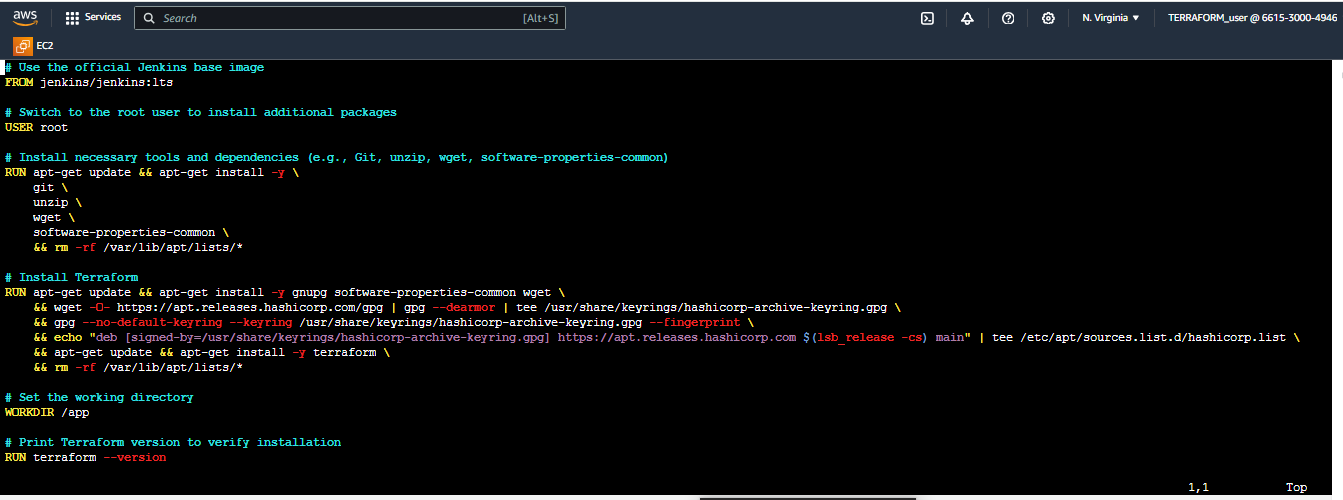 aws Services Search [Alt+S] N. Virginia ▼ TERRAFORM_user @ 6615-3000-4946
EC2
# Use the official Jenkins base image
FROM jenkins/jenkins:lts
# Switch to the root user to install additional packages
USER root
# Install necessary tools and dependencies (e.g., Git, unzip, wget, software-properties-common)
RUN apt-get update && apt-get install -y \
    git \
    unzip \
    wget \
    software-properties-common \
    && rm -rf /var/lib/apt/lists/*
# Install Terraform
RUN apt-get update && apt-get install -y gnupg software-properties-common wget \
    && wget -O- https://apt.releases.hashicorp.com/gpg | gpg --dearmor | tee /usr/share/keyrings/hashicorp-archive-keyring.gpg \
    && gpg --no-default-keyring --keyring /usr/share/keyrings/hashicorp-archive-keyring.gpg --fingerprint \
    && echo "deb [signed-by=/usr/share/keyrings/hashicorp-archive-keyring.gpg] https://apt.releases.hashicorp.com $(lsb_release -cs) main" | tee /etc/apt/sources.list.d/hashicorp.list \
    && apt-get update && apt-get install -y terraform \
    && rm -rf /var/lib/apt/lists/*
# Set the working directory
WORKDIR /app
# Print Terraform version to verify installation
RUN terraform --version
1,1 Top